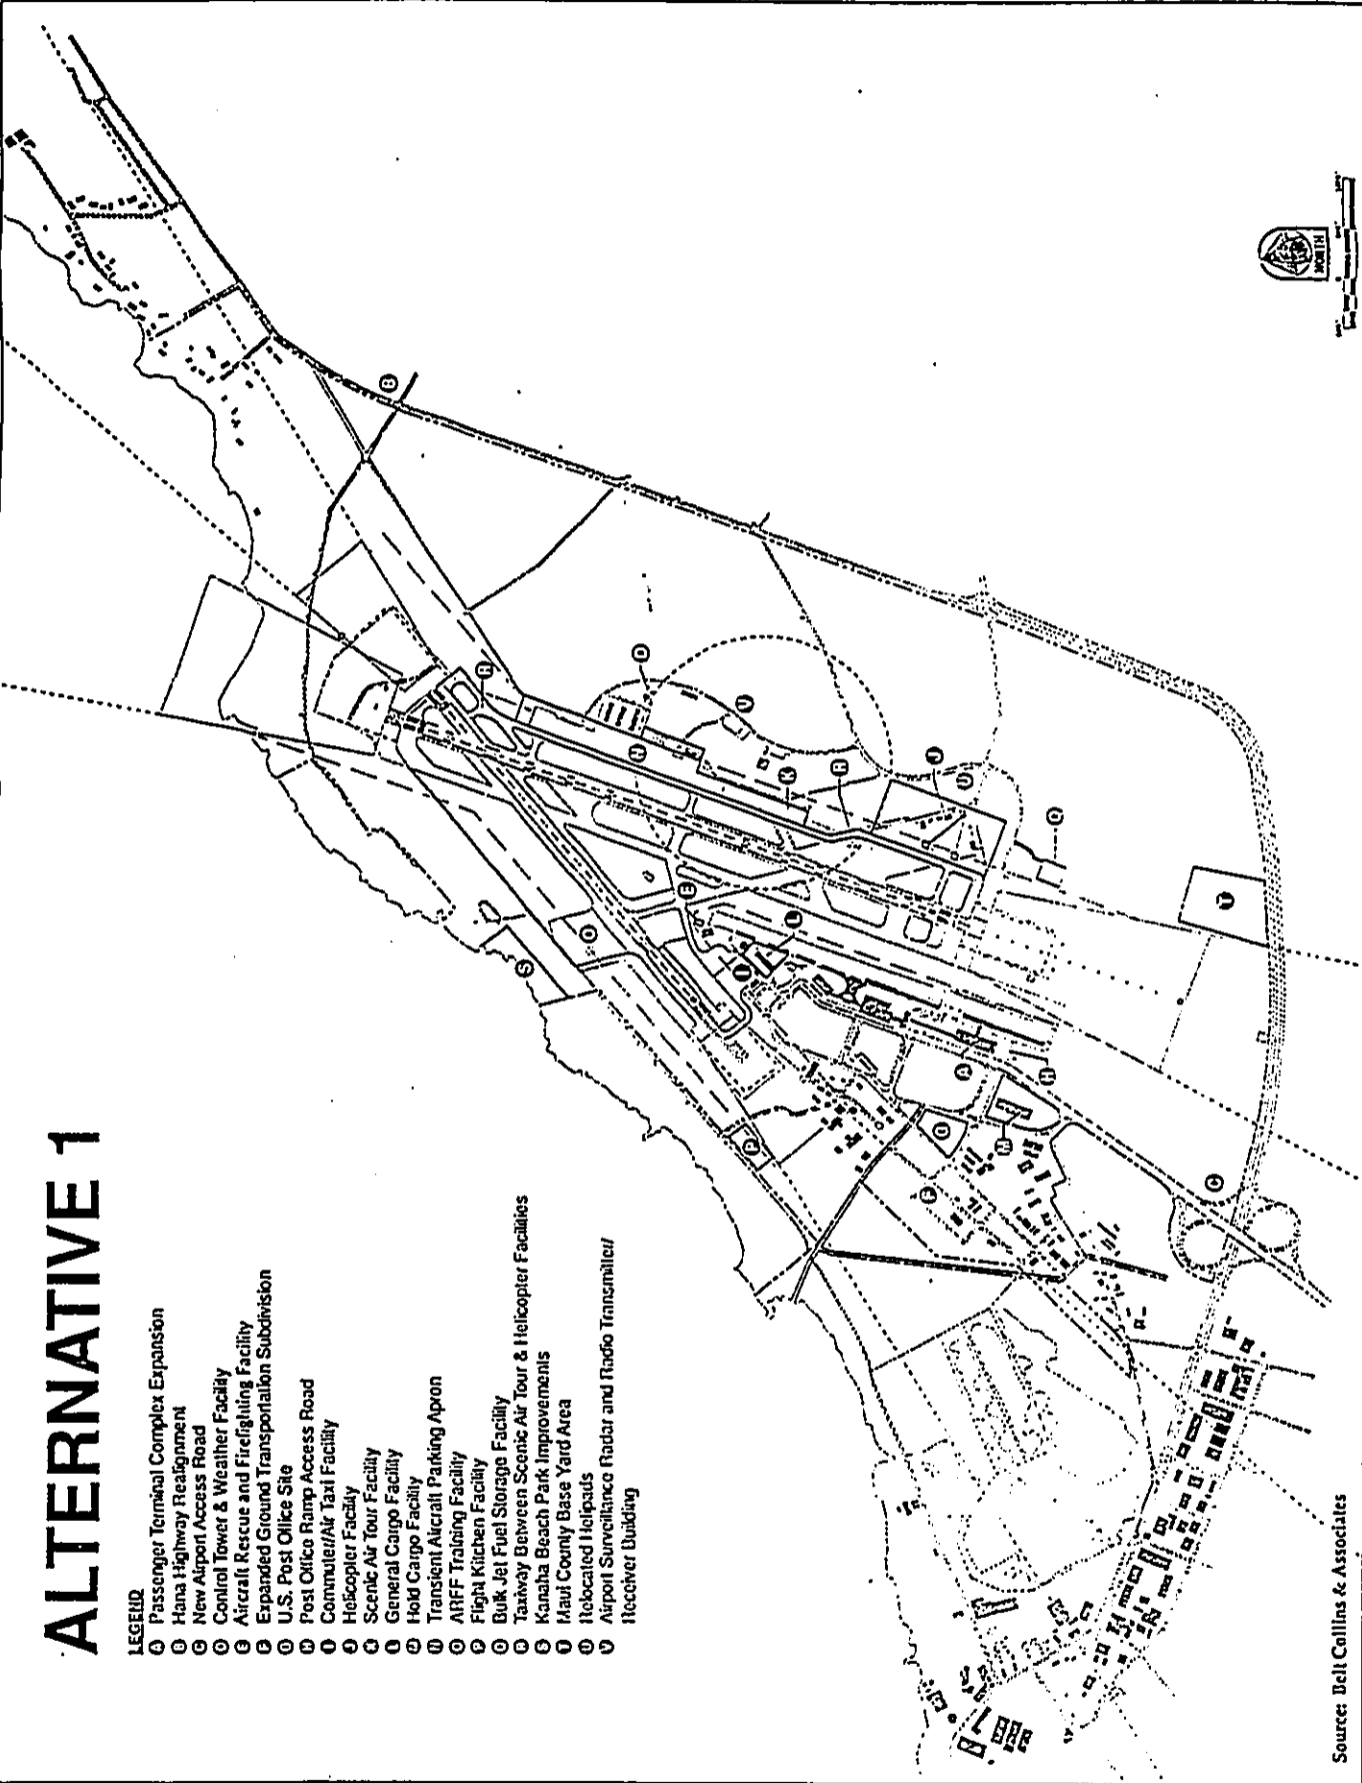 ALTERNATIVE 1
LEGEND
A Passenger Terminal Complex Expansion
B Hana Highway Realignment
C New Airport Access Road
D Control Tower & Weather Facility
E Aircraft Rescue and Firefighting Facility
F Expanded Ground Transportation Subdivision
G U.S. Post Office Site
H Post Office Ramp Access Road
I Commuter/Air Taxi Facility
J Helicopter Facility
K Scenic Air Tour Facility
L General Cargo Facility
M Hold Cargo Facility
N Transient Aircraft Parking Apron
O ARFF Training Facility
P Flight Kitchen Facility
Q Bulk Jet Fuel Storage Facility
R Taxiway Between Scenic Air Tour & Helicopter Facilities
S Kanaha Beach Park Improvements
T Maui County Base Yard Area
U Relocated Helipads
V Airport Surveillance Radar and Radio Transmitter/
Receiver Building
NORTH
Source: Belt Collins & Associates